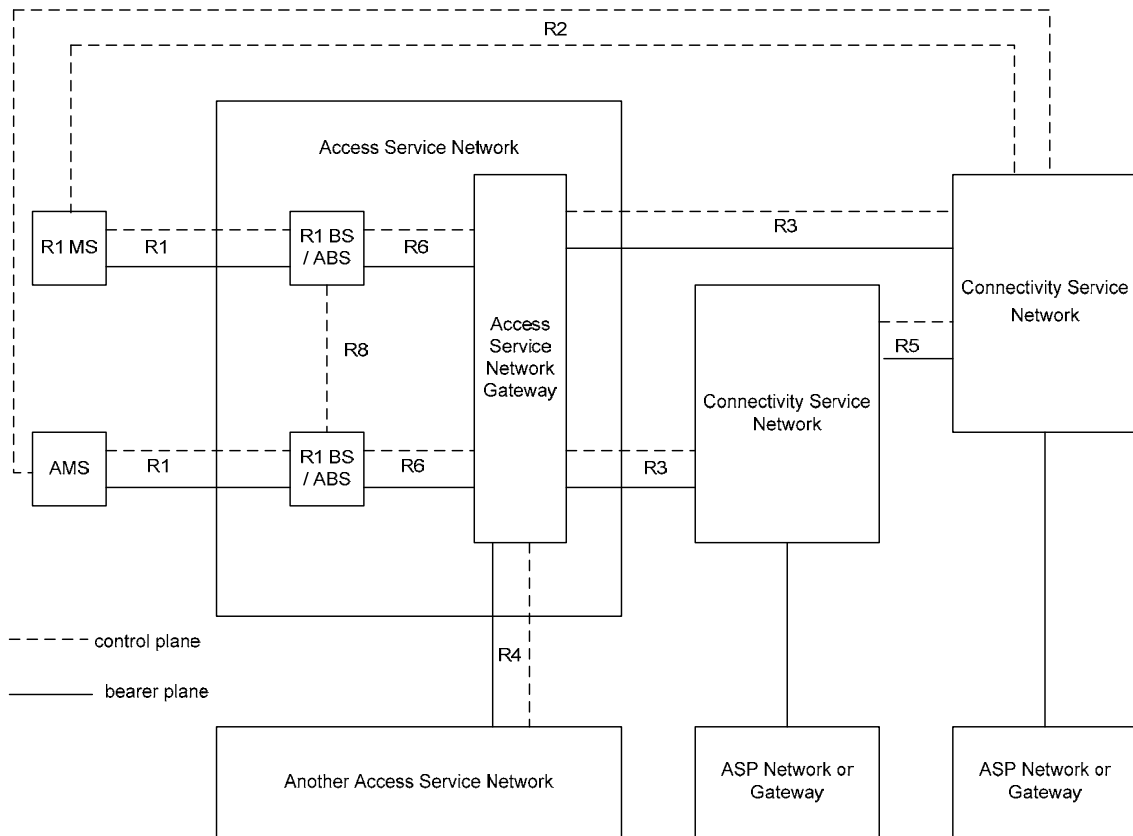 R2
Access Service Network
R1 MS
R1
R1 BS
/ ABS
R6
R3
Connectivity Service
Network
Access
Service
Network
Gateway
R8
R5
Connectivity Service
Network
AMS
R1
R1 BS
/ ABS
R6
R3
control plane
R4
bearer plane
Another Access Service Network
ASP Network or
Gateway
ASP Network or
Gateway